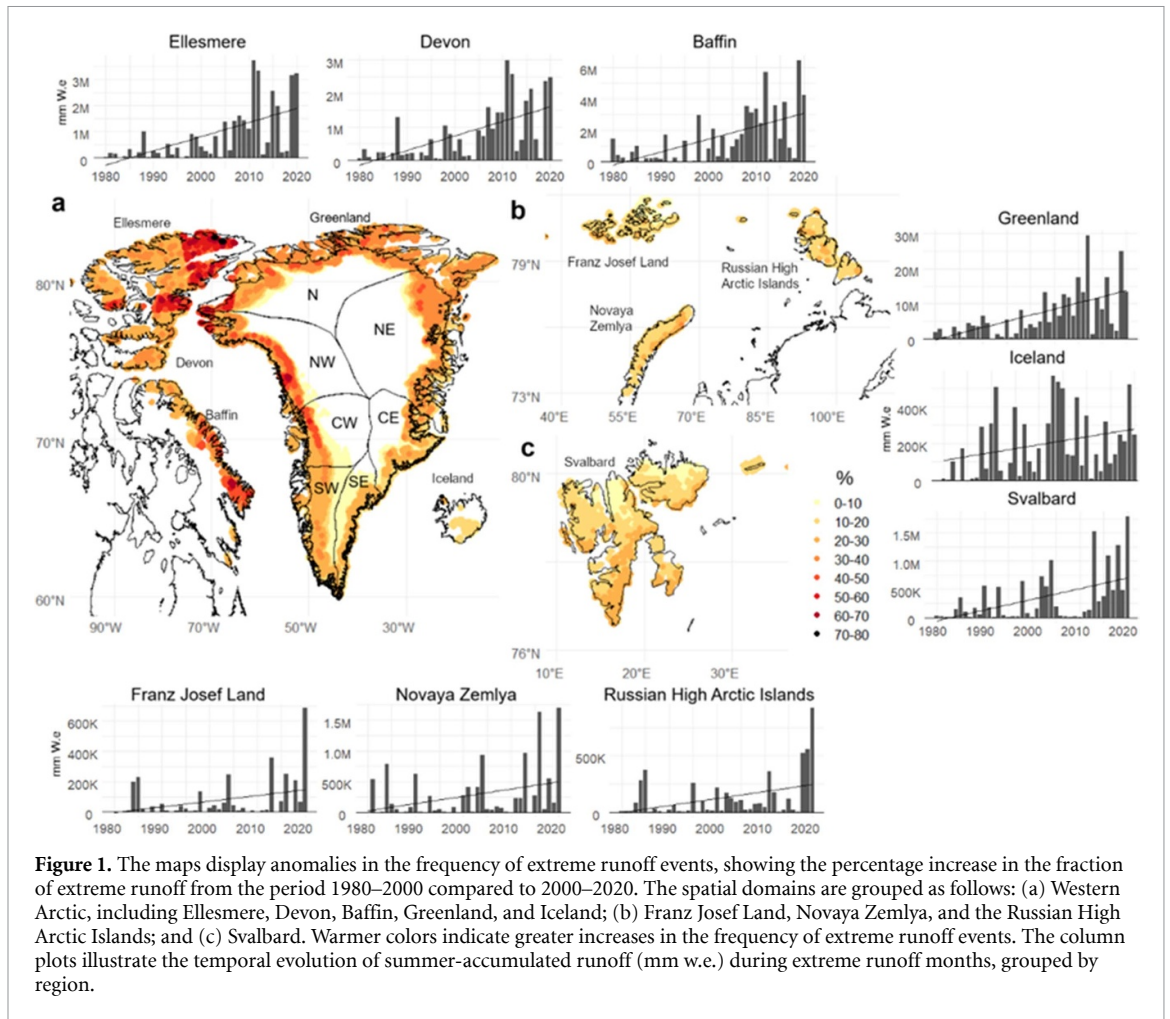 Ellesmere
Devon
Baffin
mm W.e
3M
2M
1M
0
1980 1990 2000 2010 2020
3M
2M
1M
0
1980 1990 2000 2010 2020
6M
4M
2M
0
1980 1990 2000 2010 2020
a
Ellesmere
Greenland
80°N
N
NE
NW
Devon
CW
CE
Baffin
70°N
SW
SE
Iceland
60°N
90°W 70°W 50°W 30°W
b
79°N
Franz Josef Land
Russian High
Arctic Islands
Novaya
Zemlya
73°N
40°E 55°E 70°E 85°E 100°E
c
Svalbard
80°N
76°N
10°E 20°E 30°E
%
0-10
10-20
20-30
30-40
40-50
50-60
60-70
70-80
Greenland
30M
20M
10M
0
Iceland
mm W.e
400K
200K
0
Svalbard
1.5M
1.0M
500K
0
1980 1990 2000 2010 2020
Franz Josef Land
mm W.e
600K
400K
200K
0
1980 1990 2000 2010 2020
Novaya Zemlya
1.5M
1.0M
500K
0
1980 1990 2000 2010 2020
Russian High Arctic Islands
500K
0
1980 1990 2000 2010 2020
Figure 1. The maps display anomalies in the frequency of extreme runoff events, showing the percentage increase in the fraction
of extreme runoff from the period 1980–2000 compared to 2000–2020. The spatial domains are grouped as follows: (a) Western
Arctic, including Ellesmere, Devon, Baffin, Greenland, and Iceland; (b) Franz Josef Land, Novaya Zemlya, and the Russian High
Arctic Islands; and (c) Svalbard. Warmer colors indicate greater increases in the frequency of extreme runoff events. The column
plots illustrate the temporal evolution of summer-accumulated runoff (mm w.e.) during extreme runoff months, grouped by
region.